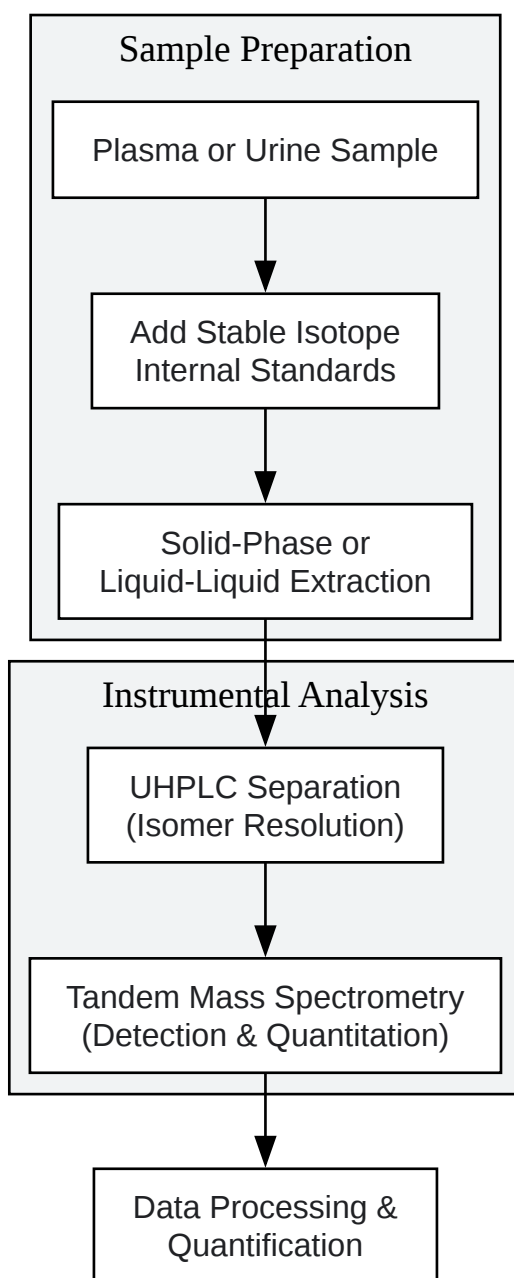 Sample Preparation
Plasma or Urine Sample
Add Stable Isotope
Internal Standards
Solid-Phase or
Liquid-Liquid Extraction
Instrumental Analysis
UHPLC Separation
(Isomer Resolution)
Tandem Mass Spectrometry
(Detection & Quantitation)
Data Processing &
Quantification